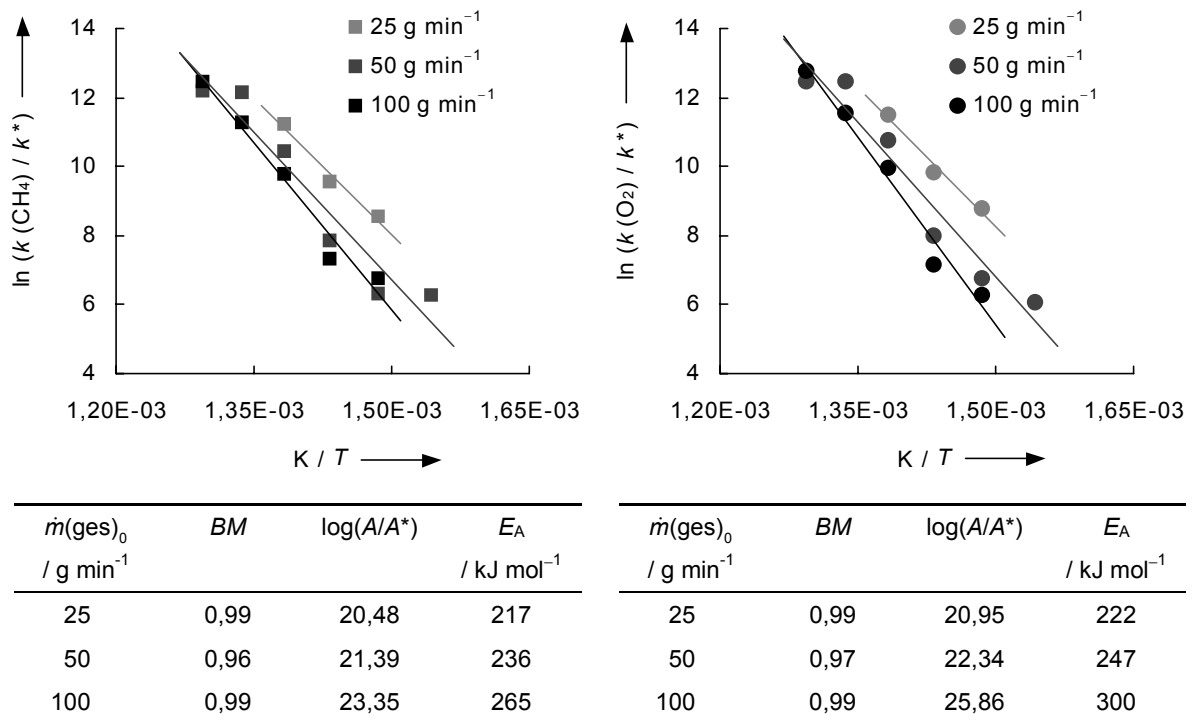 ln (k (CH₄) / k*)
14
12
10
8
6
4
25 g min⁻¹
50 g min⁻¹
100 g min⁻¹
1,20E-03 1,35E-03 1,50E-03 1,65E-03
K / T
ln (k (O₂) / k*)
14
12
10
8
6
4
25 g min⁻¹
50 g min⁻¹
100 g min⁻¹
1,20E-03 1,35E-03 1,50E-03 1,65E-03
K / T
ṁ(ges)₀ BM log(A/A*) E_A
/ g min⁻¹ / kJ mol⁻¹
25 0,99 20,48 217
50 0,96 21,39 236
100 0,99 23,35 265
ṁ(ges)₀ BM log(A/A*) E_A
/ g min⁻¹ / kJ mol⁻¹
25 0,99 20,95 222
50 0,97 22,34 247
100 0,99 25,86 300